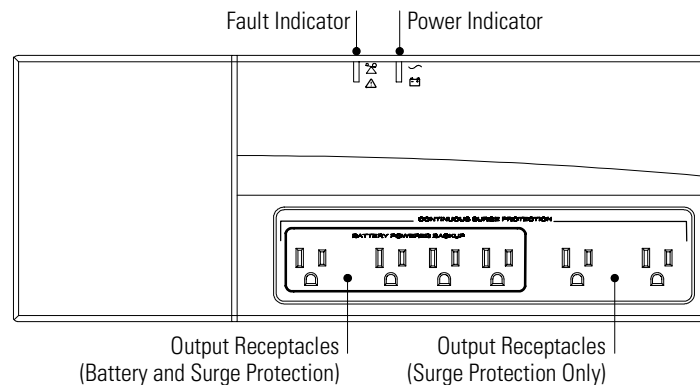 Fault Indicator
Power Indicator
CONTINUOUS SURGE PROTECTION
BATTERY POWERED BACKUP
Output Receptacles
(Battery and Surge Protection)
Output Receptacles
(Surge Protection Only)